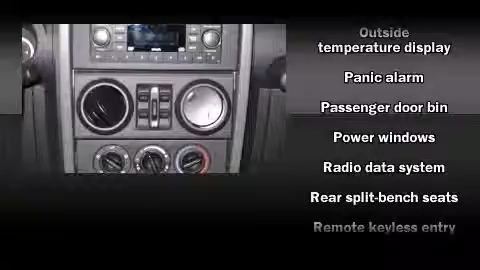 Outside
temperature display
Panic alarm
Passenger door bin
Power windows
Radio data system
Rear split-bench seats
Remote keyless entry